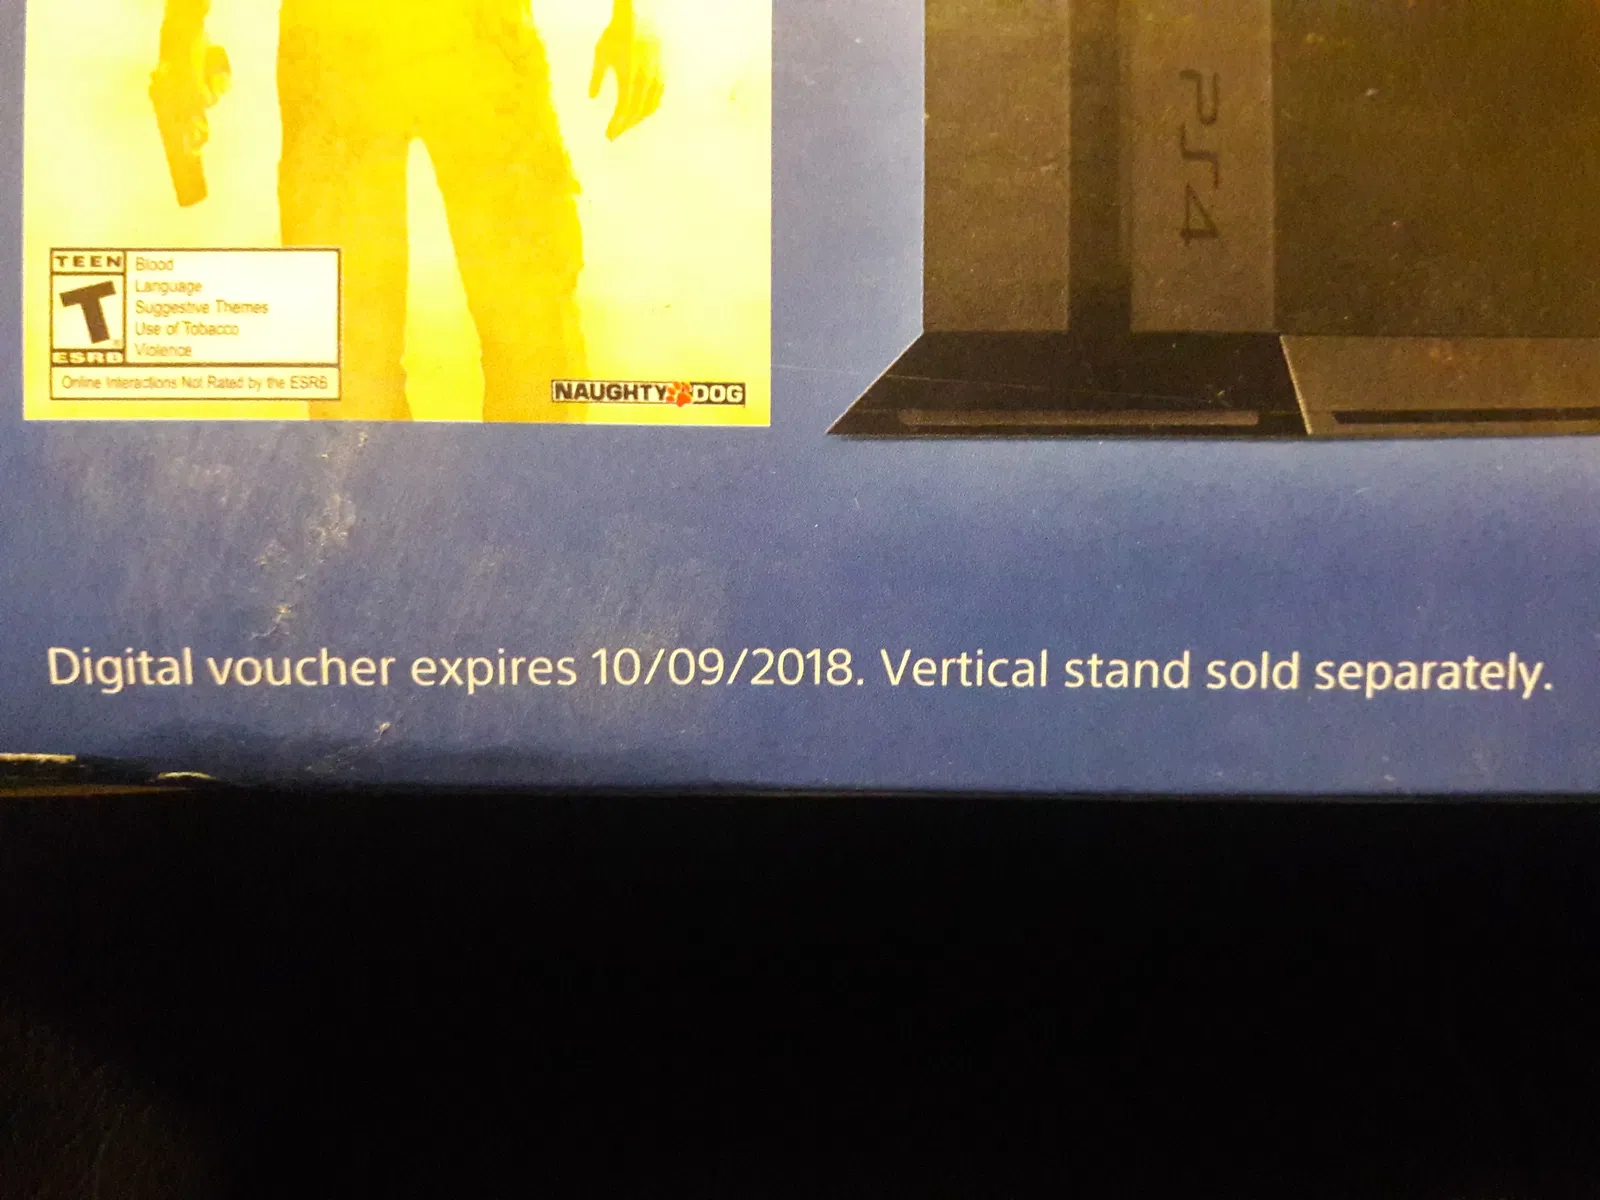 TEEN
T
ESRB
Blood
Language
Suggestive Themes
Use of Tobacco
Violence
Online Interactions Not Rated by the ESRB
NAUGHTY DOG
PS4
Digital voucher expires 10/09/2018. Vertical stand sold separately.